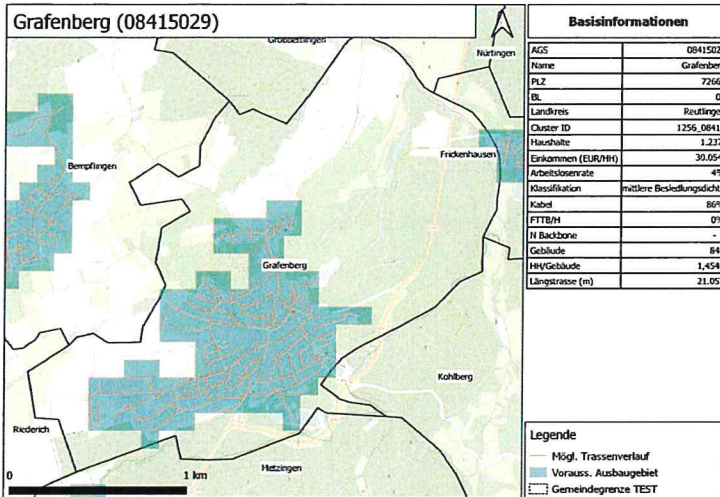 Grafenberg (08415029)
Großbettlingen
Nürtingen
Bempflingen
Frickenhausen
Grafenberg
Kohlberg
Riederich
Metzingen
0 1 km
Basisinformationen
AGS 0841502
Name Grafenber
PLZ 7266
BL 0
Landkreis Reutlinge
Cluster ID 1256_0841
Haushalte 1.237
Einkommen (EUR/HH) 30.054
Arbeitslosenrate 4%
Klassifikation mittlere Besiedlungsdicht
Kabel 86%
FTTB/H 0%
N Backbone -
Gebäude 84
HH/Gebäude 1,454
Längstrasse (m) 21.05
Legende
Mögl. Trassenverlauf
Vorauss. Ausbaugebiet
Gemeindegrenze TEST